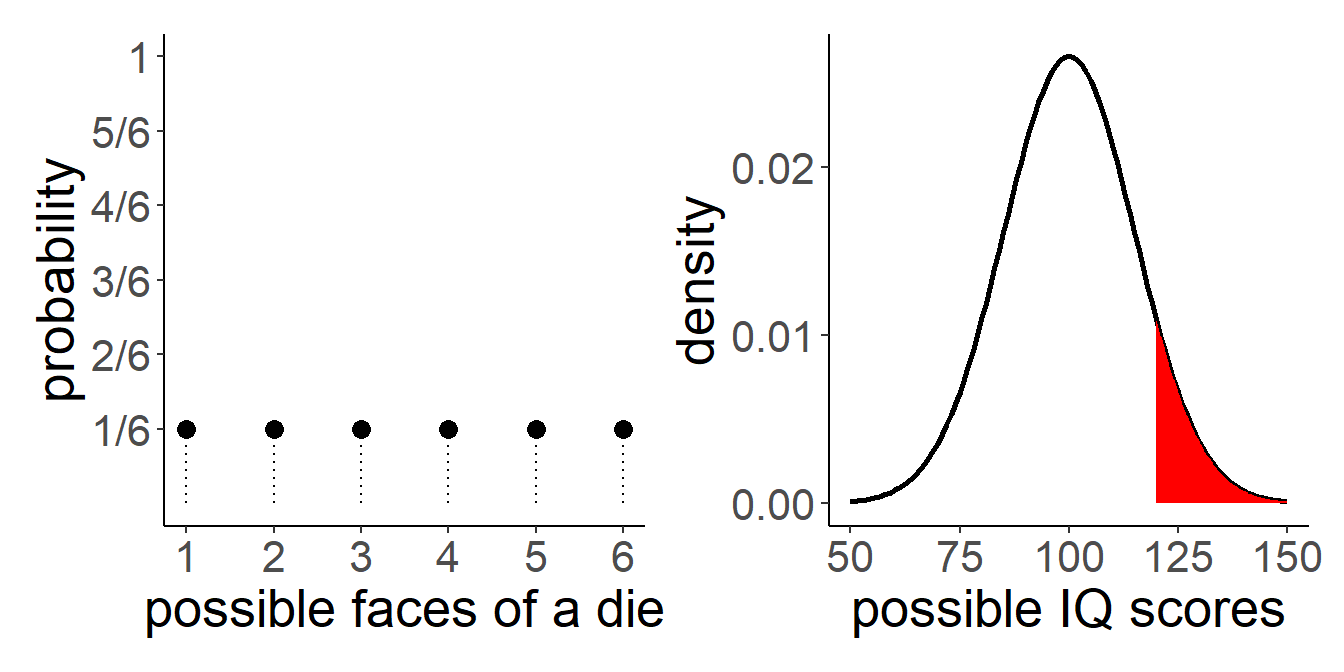 probability
1
5/6
4/6
3/6
2/6
1/6
1 2 3 4 5 6
possible faces of a die
density
0.02
0.01
0.00
50 75 100 125 150
possible IQ scores